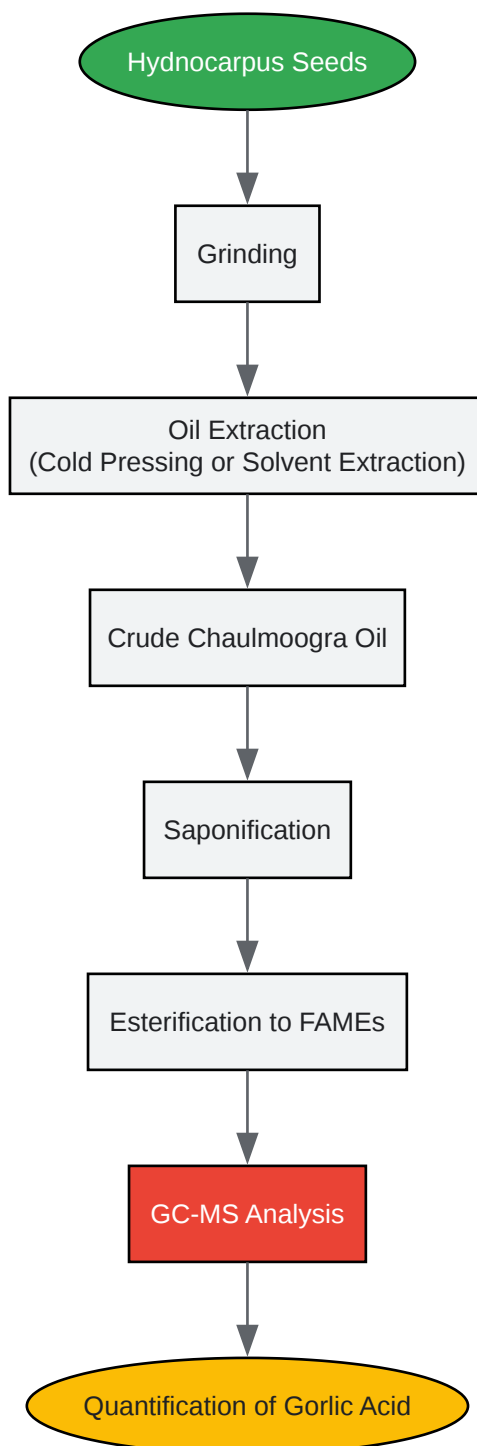 Hydnocarpus Seeds
Grinding
Oil Extraction
(Cold Pressing or Solvent Extraction)
Crude Chaulmoogra Oil
Saponification
Esterification to FAMEs
GC-MS Analysis
Quantification of Gorlic Acid